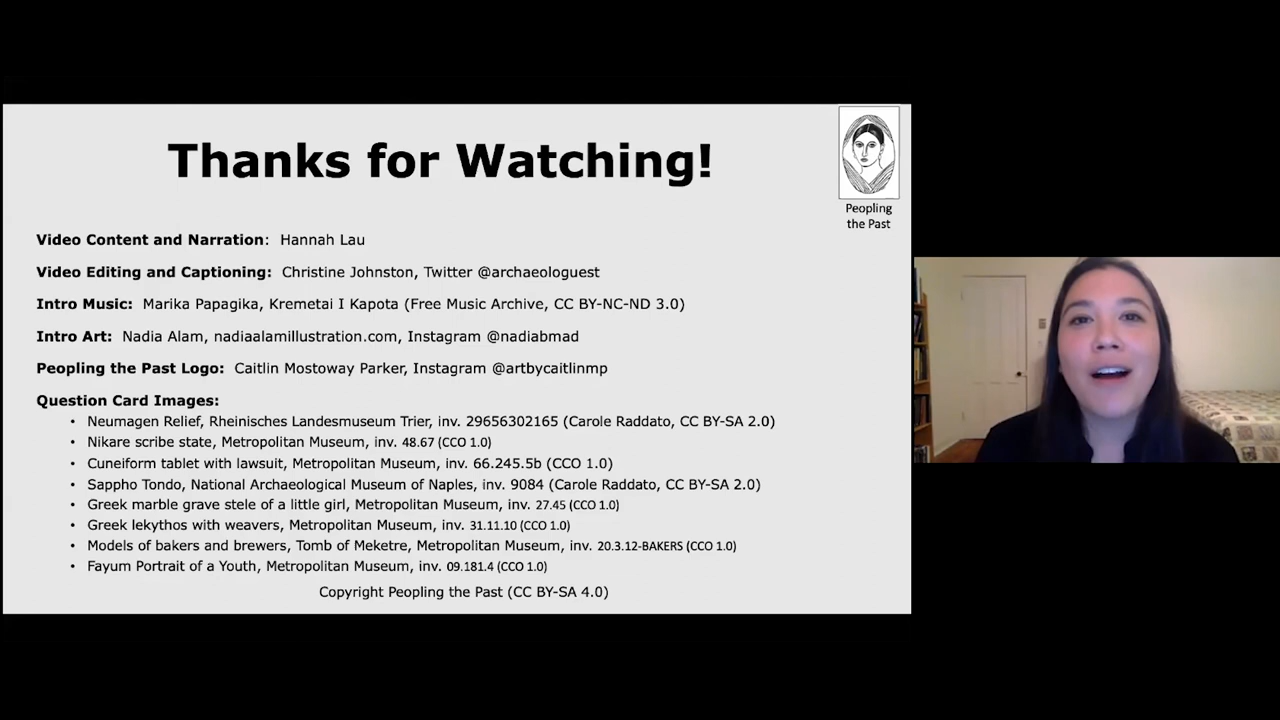 Thanks for Watching!
Peopling
the Past
Video Content and Narration: Hannah Lau
Video Editing and Captioning: Christine Johnston, Twitter @archaeologuest
Intro Music: Marika Papagika, Kremetai I Kapota (Free Music Archive, CC BY-NC-ND 3.0)
Intro Art: Nadia Alam, nadiaalamillustration.com, Instagram @nadiabmad
Peopling the Past Logo: Caitlin Mostoway Parker, Instagram @artbycaitlinmp
Question Card Images:
• Neumagen Relief, Rheinisches Landesmuseum Trier, inv. 29656302165 (Carole Raddato, CC BY-SA 2.0)
• Nikare scribe state, Metropolitan Museum, inv. 48.67 (CCO 1.0)
• Cuneiform tablet with lawsuit, Metropolitan Museum, inv. 66.245.5b (CCO 1.0)
• Sappho Tondo, National Archaeological Museum of Naples, inv. 9084 (Carole Raddato, CC BY-SA 2.0)
• Greek marble grave stele of a little girl, Metropolitan Museum, inv. 27.45 (CCO 1.0)
• Greek lekythos with weavers, Metropolitan Museum, inv. 31.11.10 (CCO 1.0)
• Models of bakers and brewers, Tomb of Meketre, Metropolitan Museum, inv. 20.3.12-BAKERS (CCO 1.0)
• Fayum Portrait of a Youth, Metropolitan Museum, inv. 09.181.4 (CCO 1.0)
Copyright Peopling the Past (CC BY-SA 4.0)